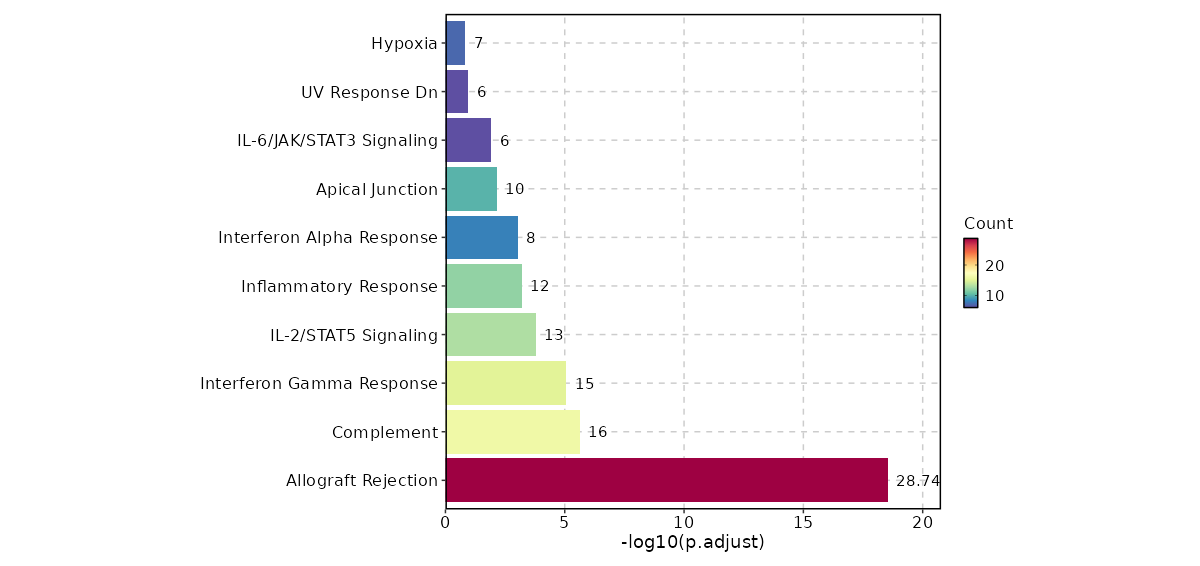 Hypoxia 7
UV Response Dn 6
IL-6/JAK/STAT3 Signaling 6
Apical Junction 10
Interferon Alpha Response 8
Inflammatory Response 12
IL-2/STAT5 Signaling 13
Interferon Gamma Response 15
Complement 16
Allograft Rejection 28.74
0 5 10 15 20
-log10(p.adjust)
Count
20
10